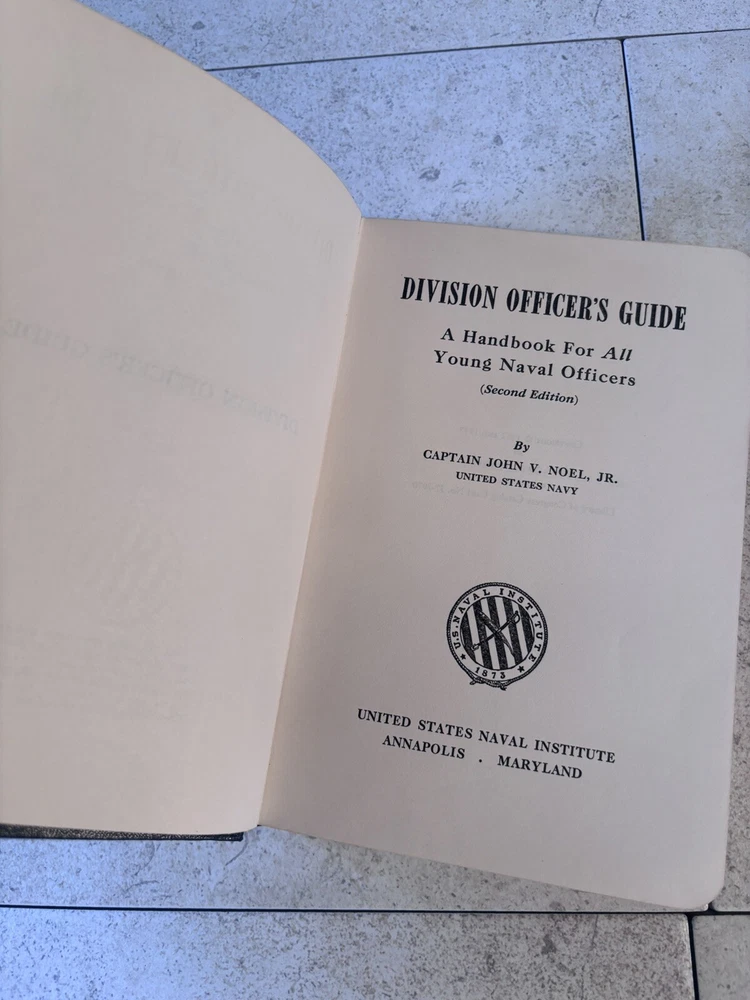 DIVISION OFFICER'S GUIDE
A Handbook For All
Young Naval Officers
(Second Edition)
By
CAPTAIN JOHN V. NOEL, JR.
UNITED STATES NAVY
U.S. NAVAL INSTITUTE
1873
UNITED STATES NAVAL INSTITUTE
ANNAPOLIS . MARYLAND